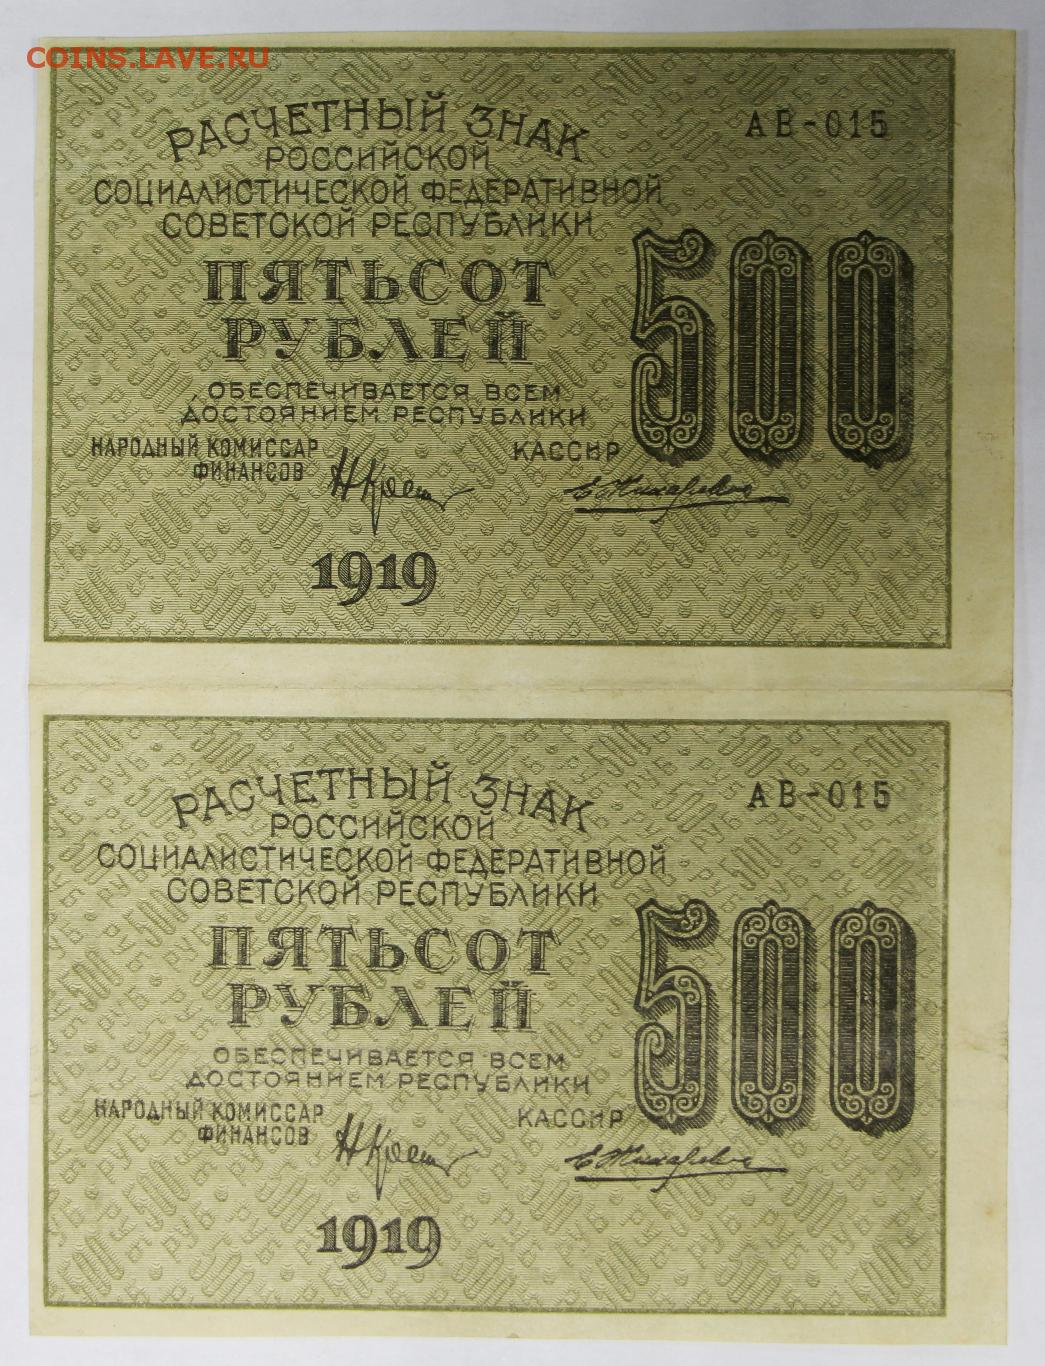 COINS.LAVE.RU
РАСЧЕТНЫЙ ЗНАК
АВ-015
РОССИЙСКОЙ
СОЦИАЛИСТИЧЕСКОЙ ФЕДЕРАТИВНОЙ
СОВЕТСКОЙ РЕСПУБЛИКИ
ПЯТЬСОТ
РУБЛЕЙ
500
ОБЕСПЕЧИВАЕТСЯ ВСЕМ
ДОСТОЯНИЕМ РЕСПУБЛИКИ
НАРОДНЫЙ КОМИССАР
ФИНАНСОВ
КАССИР
1919
РАСЧЕТНЫЙ ЗНАК
АВ-015
РОССИЙСКОЙ
СОЦИАЛИСТИЧЕСКОЙ ФЕДЕРАТИВНОЙ
СОВЕТСКОЙ РЕСПУБЛИКИ
ПЯТЬСОТ
РУБЛЕЙ
500
ОБЕСПЕЧИВАЕТСЯ ВСЕМ
ДОСТОЯНИЕМ РЕСПУБЛИКИ
НАРОДНЫЙ КОМИССАР
ФИНАНСОВ
КАССИР
1919